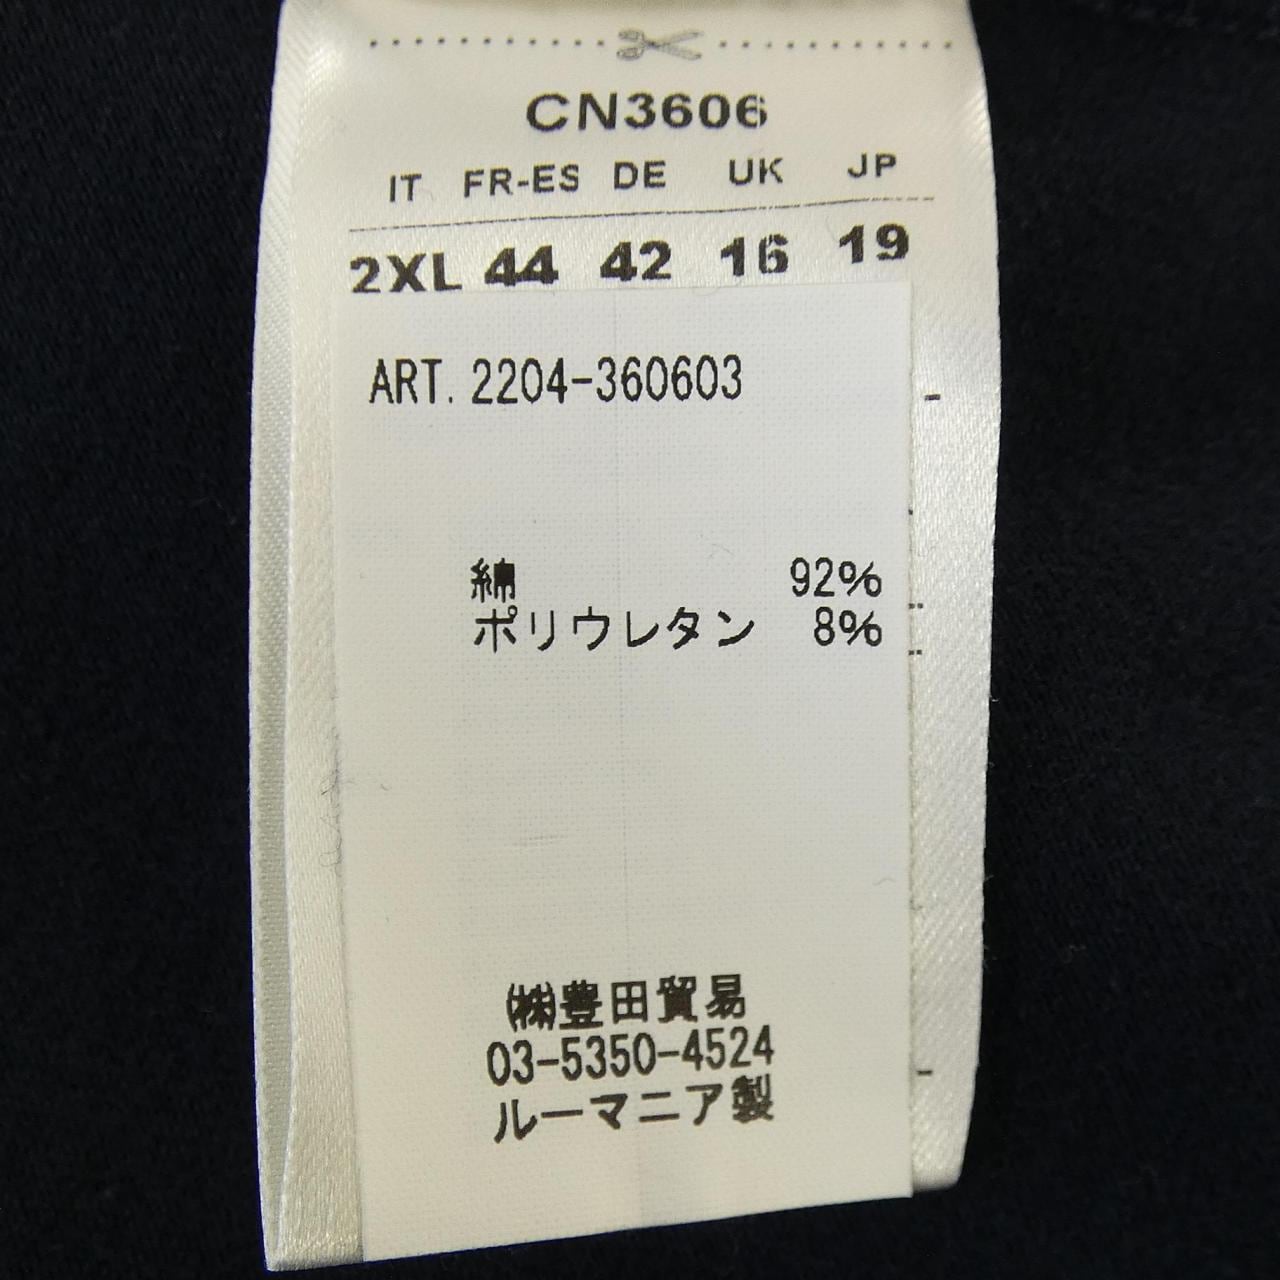 CN3606
IT FR-ES DE UK JP
2XL 44 42 16 19
ART. 2204-360603
綿 92%
ポリウレタン 8%
㈱豊田貿易
03-5350-4524
ルーマニア製